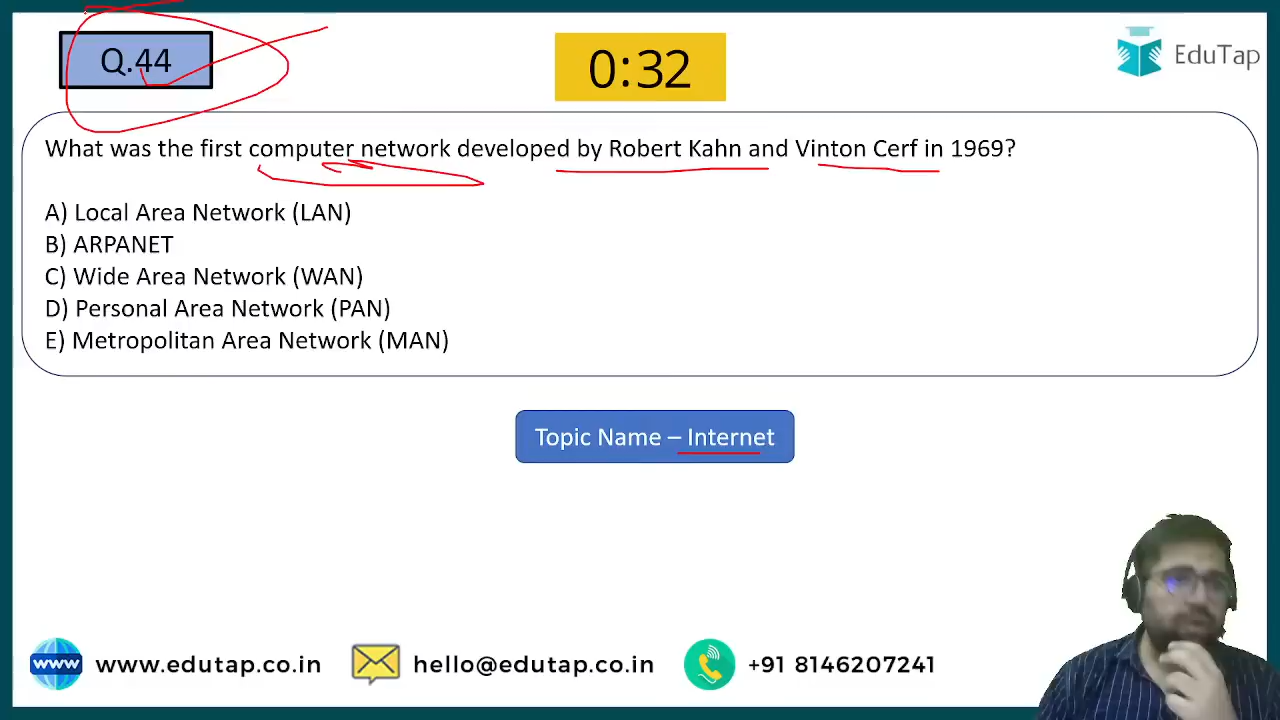 Q.44
0:32
EduTap
What was the first computer network developed by Robert Kahn and Vinton Cerf in 1969?
A) Local Area Network (LAN)
B) ARPANET
C) Wide Area Network (WAN)
D) Personal Area Network (PAN)
E) Metropolitan Area Network (MAN)
Topic Name – Internet
www www.edutap.co.in hello@edutap.co.in +91 8146207241